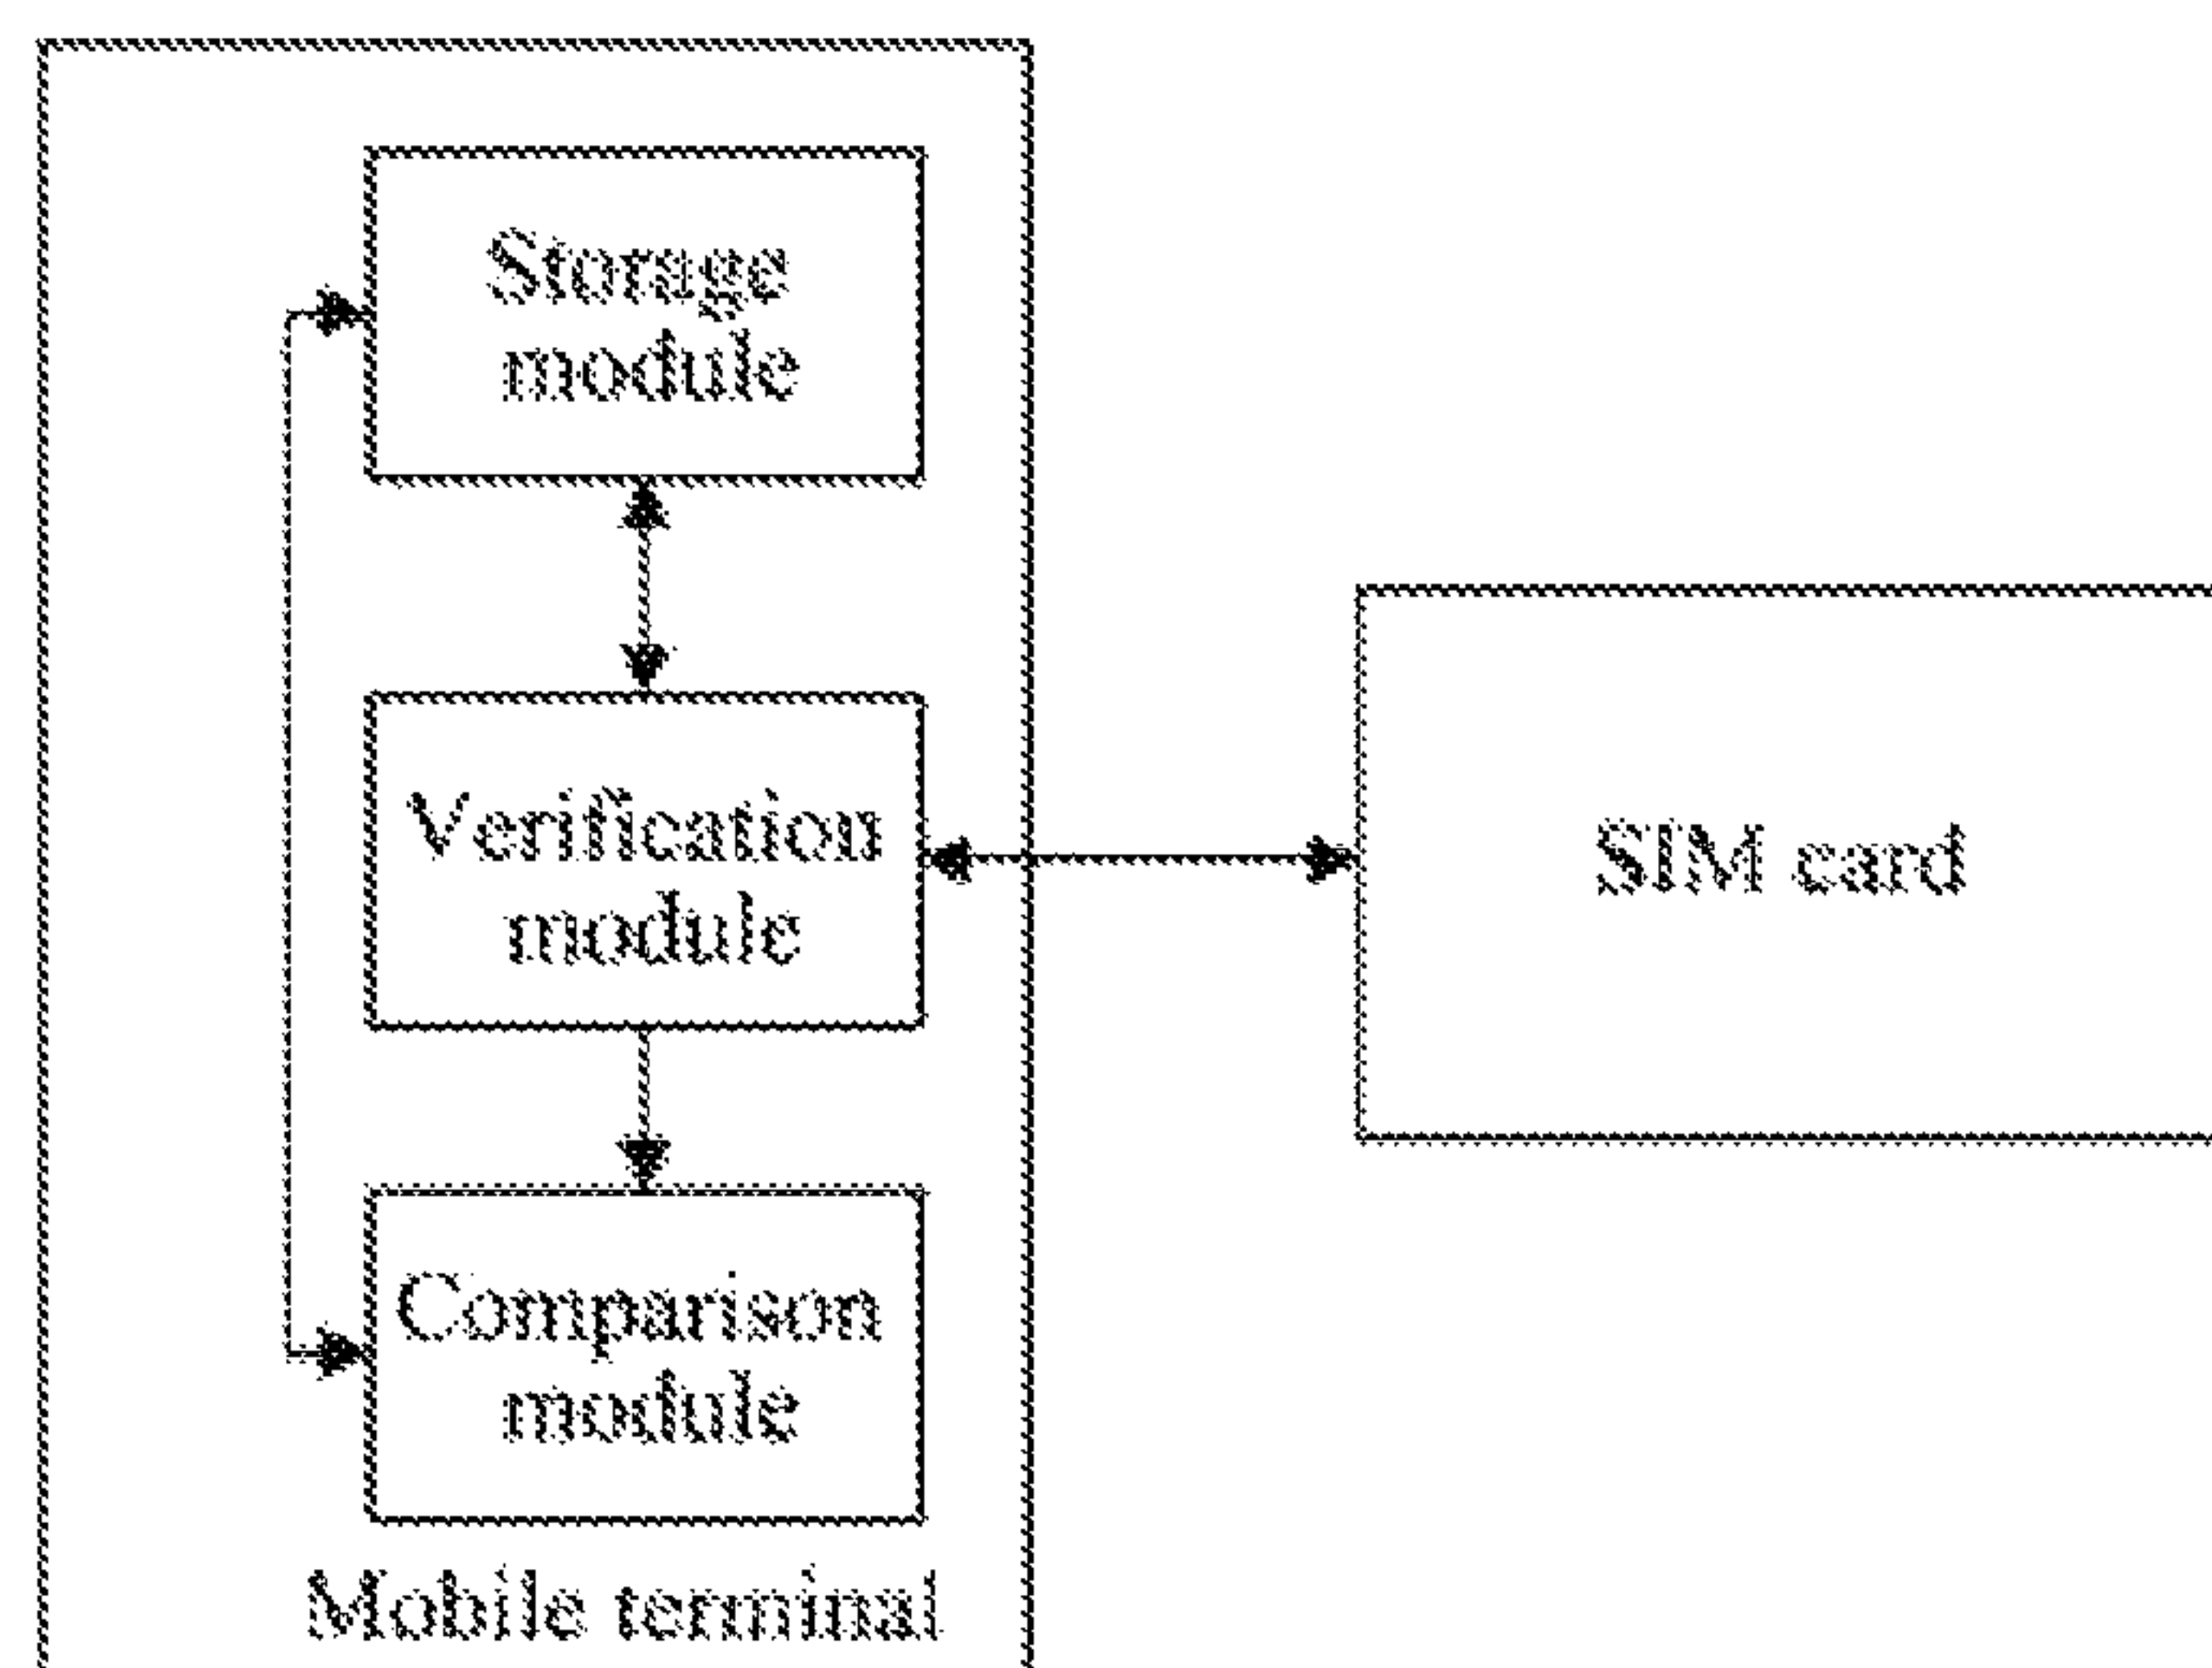 Storage
module
Verification
module
SIM card
Comparison
module
Mobile terminal